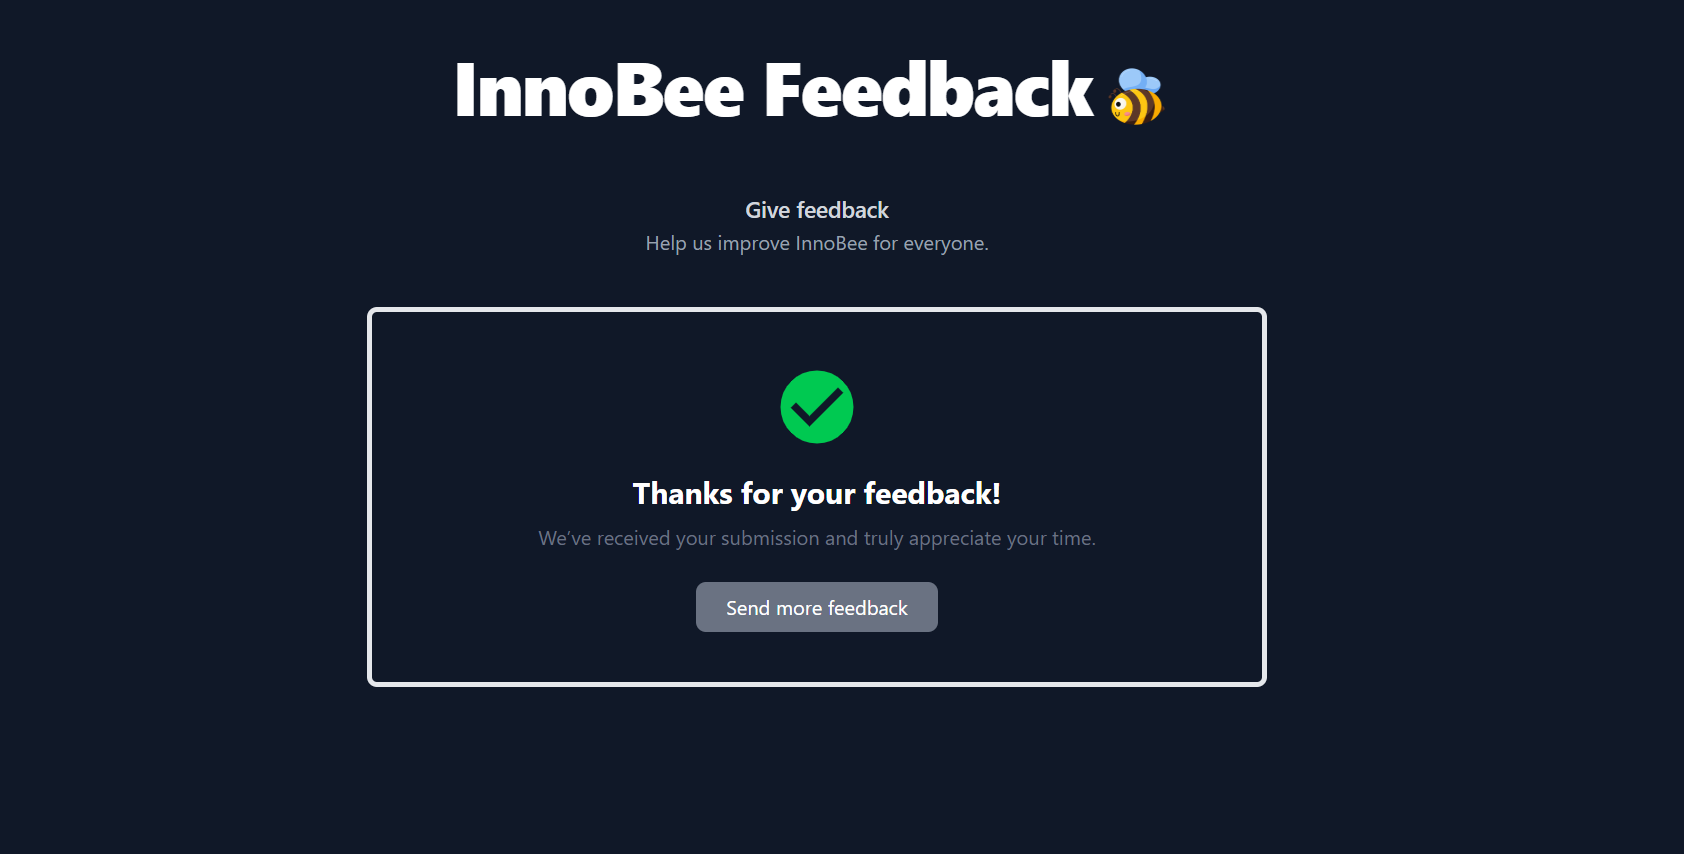 InnoBee Feedback 🐝
Give feedback
Help us improve InnoBee for everyone.
Thanks for your feedback!
We’ve received your submission and truly appreciate your time.
Send more feedback